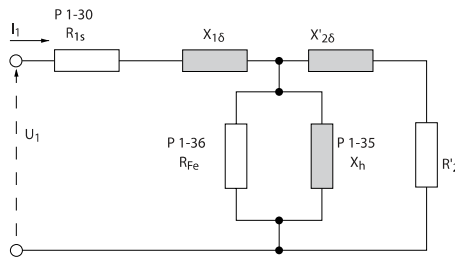 P 1-30
I1
R1s
X1δ
X'2δ
U1
P 1-36
RFe
P 1-35
Xh
R'2